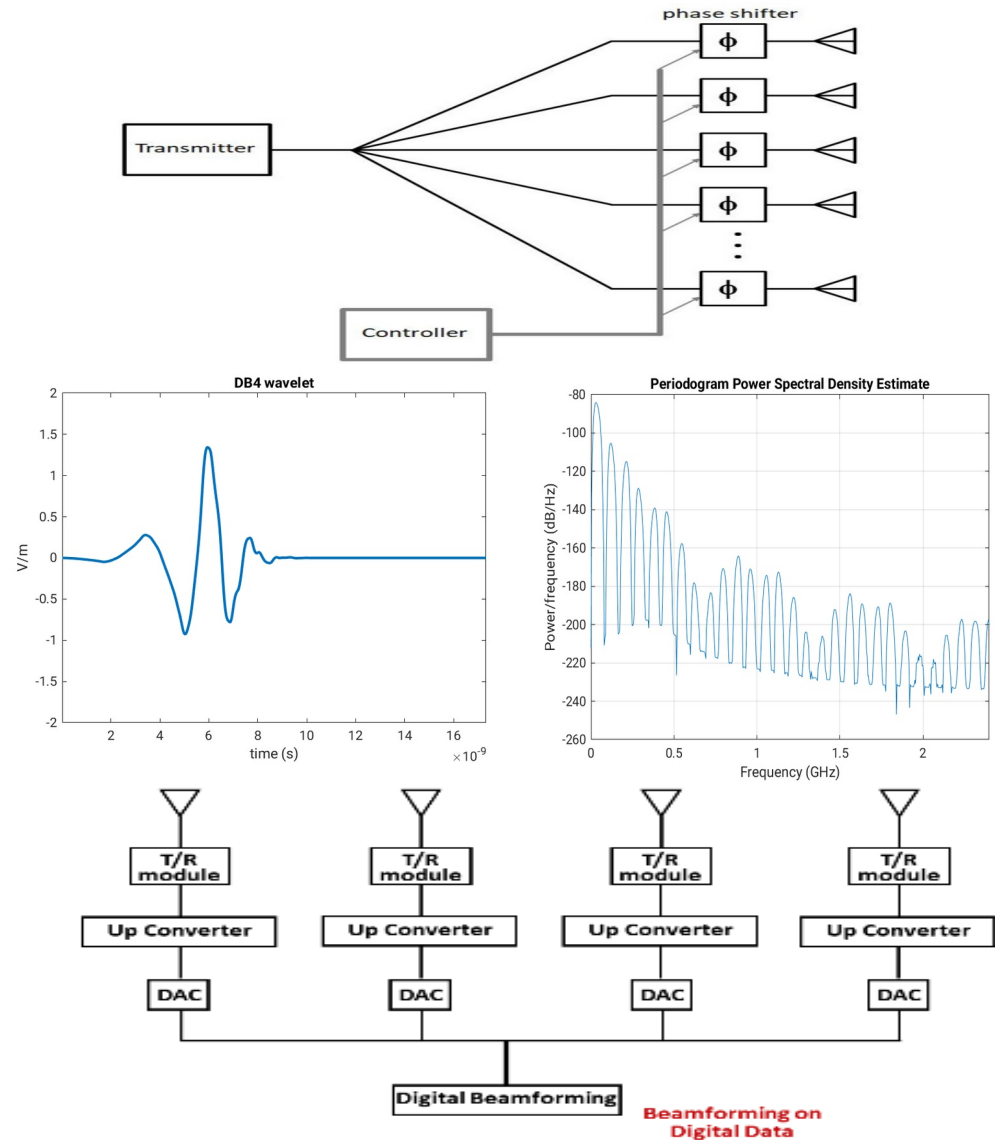 phase shifter
ϕ
ϕ
Transmitter
ϕ
ϕ
ϕ
Controller
DB4 wavelet
2
1.5
1
0.5
0
-0.5
-1
-1.5
-2
V/m
2 4 6 8 10 12 14 16
time (s)
×10⁻⁹
Periodogram Power Spectral Density Estimate
-80
-100
-120
-140
-160
-180
-200
-220
-240
-260
Power/frequency (dB/Hz)
0 0.5 1 1.5 2
Frequency (GHz)
T/R module
T/R module
T/R module
T/R module
Up Converter
Up Converter
Up Converter
Up Converter
DAC
DAC
DAC
DAC
Digital Beamforming
Beamforming on
Digital Data